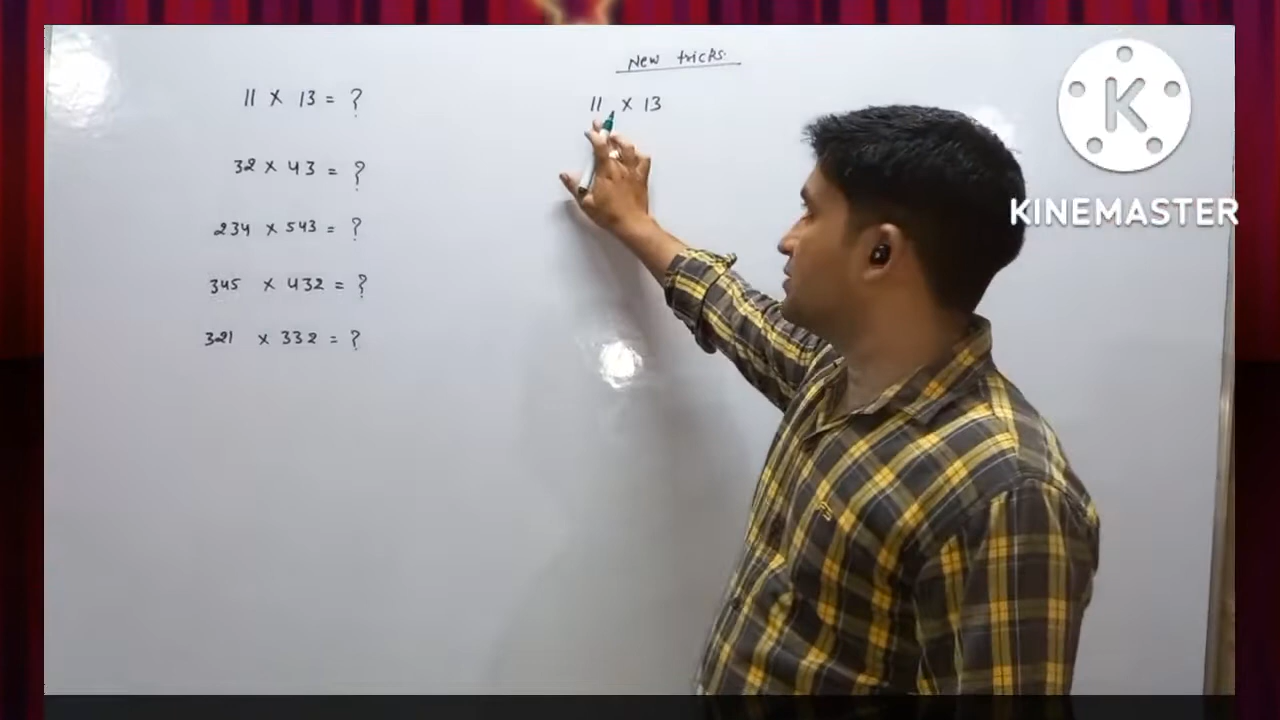 New tricks.
11 × 13 = ?
11 × 13
32 × 43 = ?
234 × 543 = ?
345 × 432 = ?
321 × 332 = ?
K
KINEMASTER